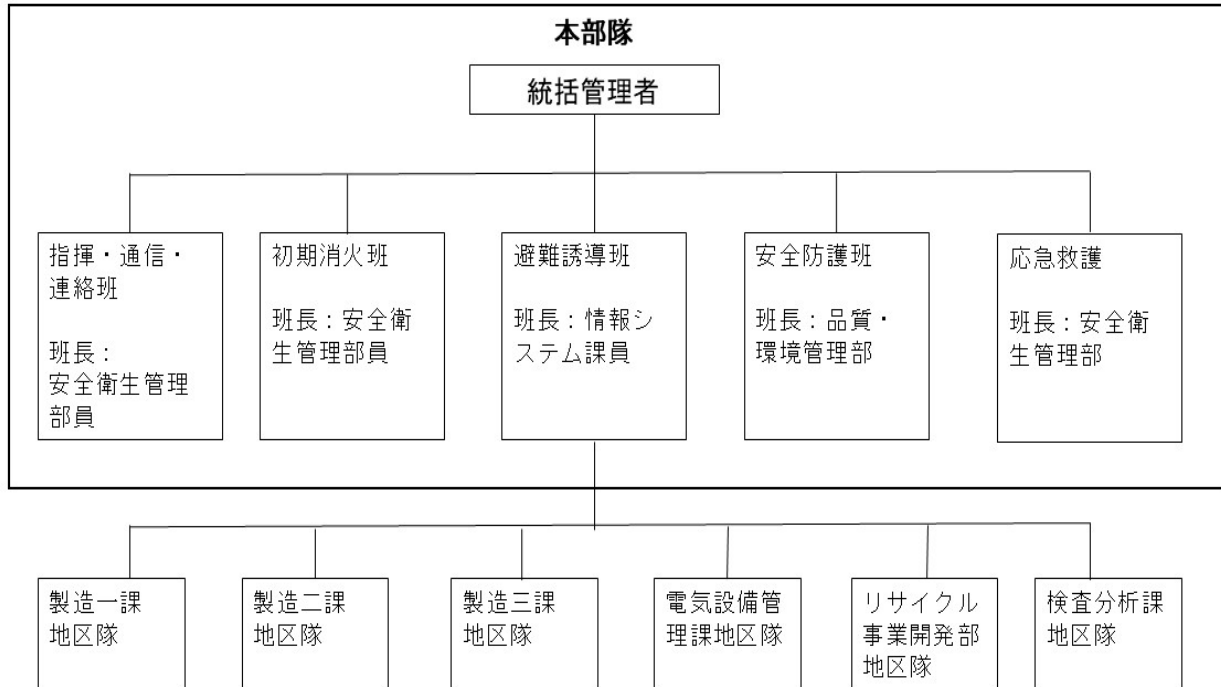 本部隊
統括管理者
指揮・通信・
連絡班
班長：
安全衛生管理
部員
初期消火班
班長：安全衛
生管理部員
避難誘導班
班長：情報シ
ステム課員
安全防護班
班長：品質・
環境管理部
応急救護
班長：安全衛
生管理部
製造一課
地区隊
製造二課
地区隊
製造三課
地区隊
電気設備管
理課地区隊
リサイクル
事業開発部
地区隊
検査分析課
地区隊